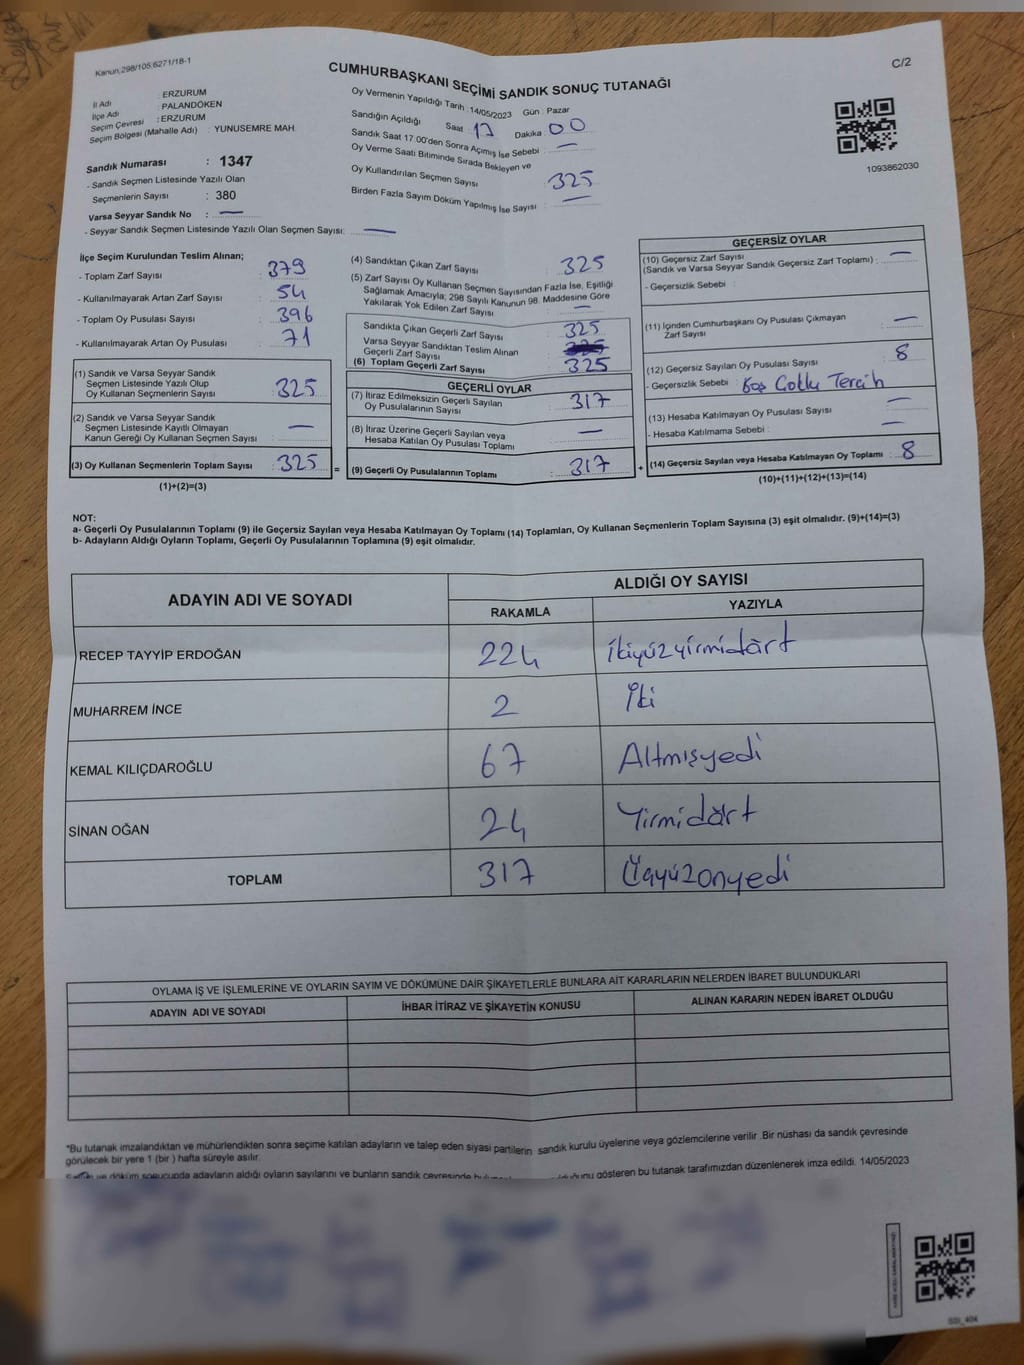 Kanun;298/105;6271/18-1
C/2
CUMHURBAŞKANI SEÇİMİ SANDIK SONUÇ TUTANAĞI
İl Adı : ERZURUM
İlçe Adı : PALANDÖKEN
Seçim Çevresi : ERZURUM
Seçim Bölgesi (Mahalle Adı) : YUNUSEMRE MAH.
Sandık Numarası : 1347
- Sandık Seçmen Listesinde Yazılı Olan
Seçmenlerin Sayısı : 380
Varsa Seyyar Sandık No : —
- Seyyar Sandık Seçmen Listesinde Yazılı Olan Seçmen Sayısı: —
Oy Vermenin Yapıldığı Tarih : 14/05/2023 Gün : Pazar
Sandığın Açıldığı Saat : 17 Dakika : 00
Sandık Saat 17:00'den Sonra Açımış İse Sebebi : —
Oy Verme Saati Bitiminde Sırada Bekleyen ve
Oy Kullandırılan Seçmen Sayısı 325
Birden Fazla Sayım Döküm Yapılmış İse Sayısı : —
1093862030
İlçe Seçim Kurulundan Teslim Alınan;
- Toplam Zarf Sayısı : 379
- Kullanılmayarak Artan Zarf Sayısı : 54
- Toplam Oy Pusulası Sayısı : 396
- Kullanılmayarak Artan Oy Pusulası : 71
(1) Sandık ve Varsa Seyyar Sandık
Seçmen Listesinde Yazılı Olup
Oy Kullanan Seçmenlerin Sayısı : 325
(2) Sandık ve Varsa Seyyar Sandık
Seçmen Listesinde Kayıtlı Olmayan
Kanun Gereği Oy Kullanan Seçmen Sayısı : —
(3) Oy Kullanan Seçmenlerin Toplam Sayısı : 325
(1)+(2)=(3)
=
(4) Sandıktan Çıkan Zarf Sayısı : 325
(5) Zarf Sayısı Oy Kullanan Seçmen Sayısından Fazla İse, Eşitliği
Sağlamak Amacıyla; 298 Sayılı Kanunun 98. Maddesine Göre
Yakılarak Yok Edilen Zarf Sayısı : —
Sandıkta Çıkan Geçerli Zarf Sayısı : 325
Varsa Seyyar Sandıktan Teslim Alınan
Geçerli Zarf Sayısı
(6) Toplam Geçerli Zarf Sayısı : 325
GEÇERLİ OYLAR
(7) İtiraz Edilmeksizin Geçerli Sayılan
Oy Pusulalarının Sayısı : 317
(8) İtiraz Üzerine Geçerli Sayılan veya
Hesaba Katılan Oy Pusulası Toplamı : —
(9) Geçerli Oy Pusulalarının Toplamı : 317
+
GEÇERSİZ OYLAR
(10) Geçersiz Zarf Sayısı
(Sandık ve Varsa Seyyar Sandık Geçersiz Zarf Toplamı) : —
- Geçersizlik Sebebi :
(11) İçinden Cumhurbaşkanı Oy Pusulası Çıkmayan
Zarf Sayısı : —
(12) Geçersiz Sayılan Oy Pusulası Sayısı : 8
- Geçersizlik Sebebi : Boş Çoklu Tercih
(13) Hesaba Katılmayan Oy Pusulası Sayısı : —
- Hesaba Katılmama Sebebi : —
(14) Geçersiz Sayılan veya Hesaba Katılmayan Oy Toplamı : 8
(10)+(11)+(12)+(13)=(14)
NOT:
a- Geçerli Oy Pusulalarının Toplamı (9) ile Geçersiz Sayılan veya Hesaba Katılmayan Oy Toplamı (14) Toplamları, Oy Kullanan Seçmenlerin Toplam Sayısına (3) eşit olmalıdır. (9)+(14)=(3)
b- Adayların Aldığı Oyların Toplamı, Geçerli Oy Pusulalarının Toplamına (9) eşit olmalıdır.
ADAYIN ADI VE SOYADI
ALDIĞI OY SAYISI
RAKAMLA YAZIYLA
RECEP TAYYİP ERDOĞAN 224 İkiyüzyirmidört
MUHARREM İNCE 2 İki
KEMAL KILIÇDAROĞLU 67 Altmışyedi
SİNAN OĞAN 24 Yirmidört
TOPLAM 317 Üçyüzonyedi
OYLAMA İŞ VE İŞLEMLERİNE VE OYLARIN SAYIM VE DÖKÜMÜNE DAİR ŞİKAYETLERLE BUNLARA AİT KARARLARIN NELERDEN İBARET BULUNDUKLARI
ADAYIN ADI VE SOYADI İHBAR İTİRAZ VE ŞİKAYETİN KONUSU ALINAN KARARIN NEDEN İBARET OLDUĞU
*Bu tutanak imzalandıktan ve mühürlendikten sonra seçime katılan adayların ve talep eden siyasi partilerin sandık kurulu üyelerine veya gözlemcilerine verilir .Bir nüshası da sandık çevresinde
görülecek bir yere 1 (bir ) hafta süreyle asılır.
ve döküm sonucunda adayların aldığı oyların sayılarını ve bunların sandık çevresinde gösteren bu tutanak tarafımızdan düzenlenerek imza edildi. 14/05/2023